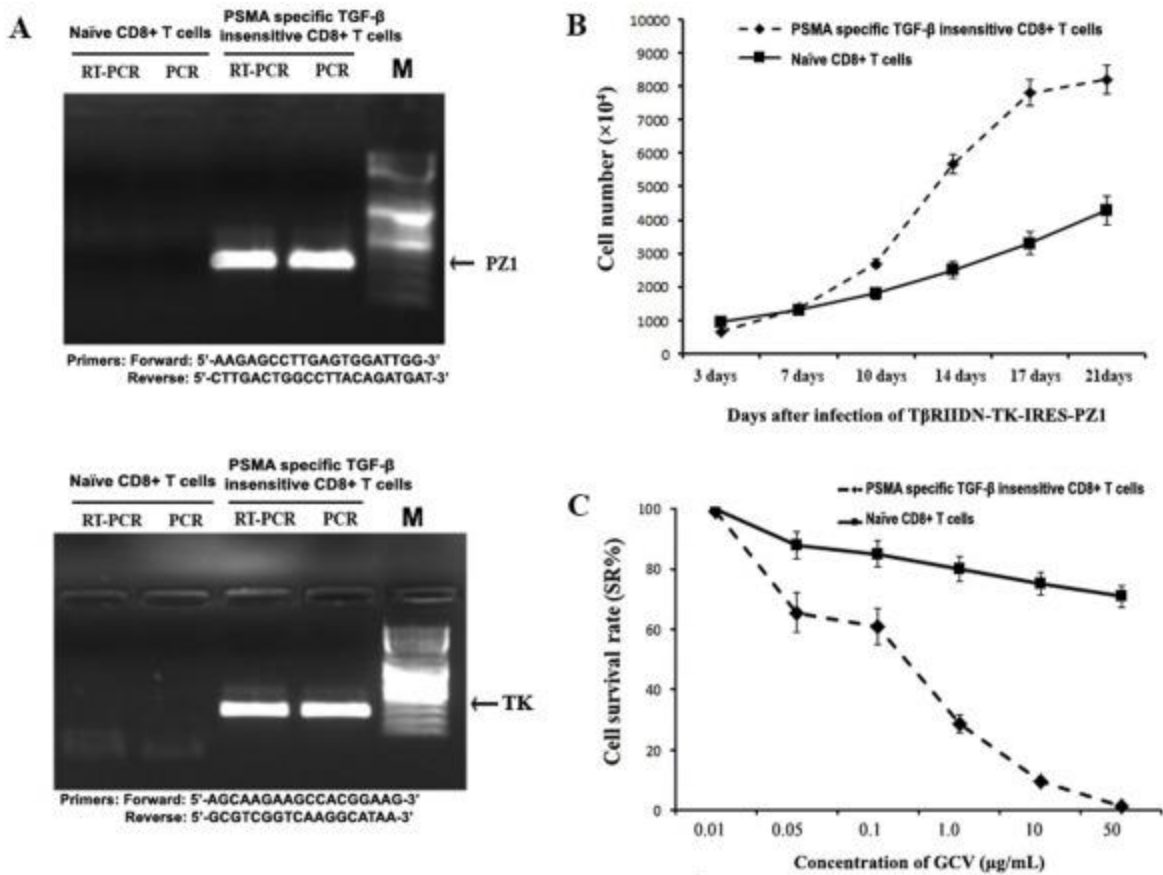 A
Naïve CD8+ T cells
PSMA specific TGF-β
insensitive CD8+ T cells
RT-PCR PCR RT-PCR PCR M
PZ1
Primers: Forward: 5'-AAGAGCCTTGAGTGGATTGG-3'
Reverse: 5'-CTTGACTGGCCTTACAGATGAT-3'
Naïve CD8+ T cells
PSMA specific TGF-β
insensitive CD8+ T cells
RT-PCR PCR RT-PCR PCR M
TK
Primers: Forward: 5'-AGCAAGAAGCCACGGAAG-3'
Reverse: 5'-GCGTCGGTCAAGGCATAA-3'
B
PSMA specific TGF-β insensitive CD8+ T cells
Naïve CD8+ T cells
Cell number (×10⁴)
10000
9000
8000
7000
6000
5000
4000
3000
2000
1000
0
3 days 7 days 10 days 14 days 17 days 21days
Days after infection of TβRIIDN-TK-IRES-PZ1
C
PSMA specific TGF-β insensitive CD8+ T cells
Naïve CD8+ T cells
Cell survival rate (SR%)
100
80
60
40
20
0
0.01 0.05 0.1 1.0 10 50
Concentration of GCV (μg/mL)